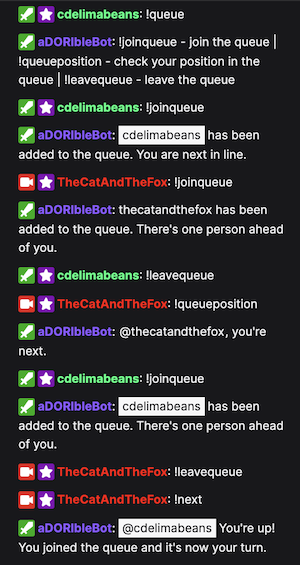 cdelimabeans: !queue
aDORIbleBot: !joinqueue - join the queue |
!queueposition - check your position in
the queue | !leavequeue - leave the queue
cdelimabeans: !joinqueue
aDORIbleBot: cdelimabeans has been
added to the queue. You are next in line.
TheCatAndTheFox: !joinqueue
aDORIbleBot: thecatandthefox has been
added to the queue. There's one person ahead
of you.
cdelimabeans: !leavequeue
TheCatAndTheFox: !queueposition
aDORIbleBot: @thecatandthefox, you're
next.
cdelimabeans: !joinqueue
aDORIbleBot: cdelimabeans has been
added to the queue. There's one person ahead
of you.
TheCatAndTheFox: !leavequeue
TheCatAndTheFox: !next
aDORIbleBot: @cdelimabeans You're up!
You joined the queue and it's now your turn.